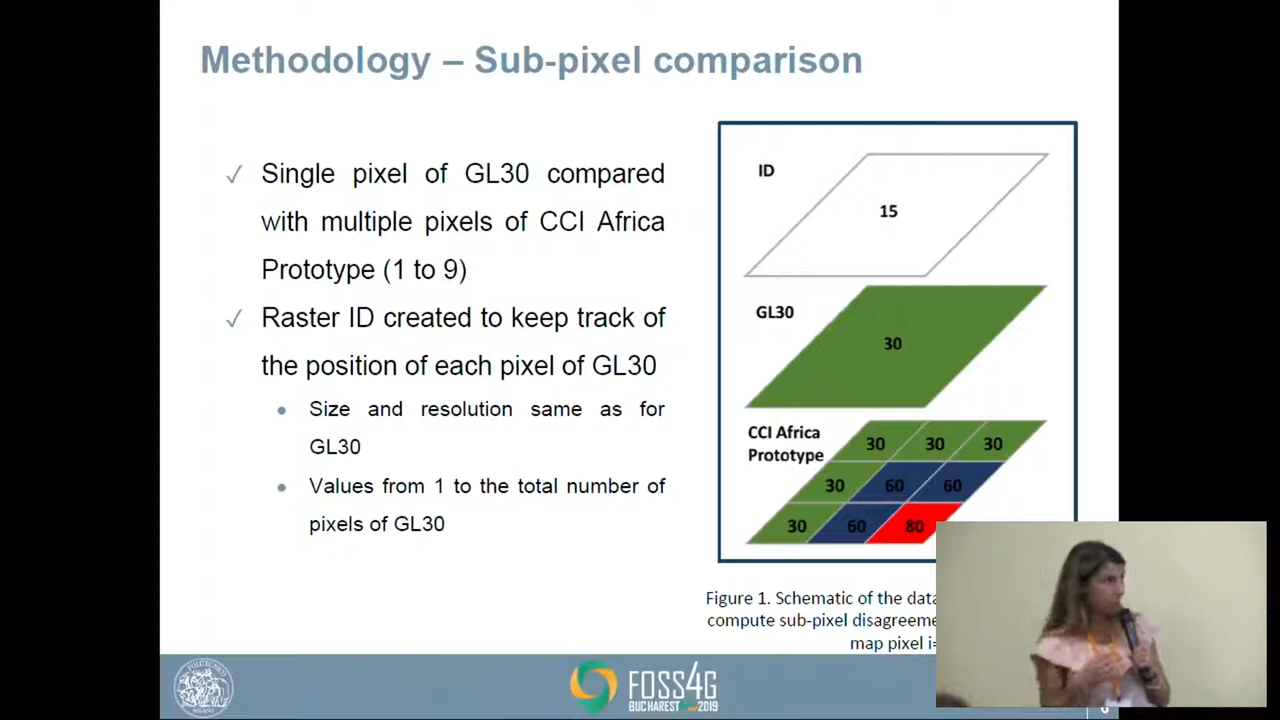 Methodology – Sub-pixel comparison
✓ Single pixel of GL30 compared
with multiple pixels of CCI Africa
Prototype (1 to 9)
✓ Raster ID created to keep track of
the position of each pixel of GL30
• Size and resolution same as for
GL30
• Values from 1 to the total number of
pixels of GL30
ID
15
GL30
30
CCI Africa
Prototype
30 30 30
30 60 60
30 60 80
Figure 1. Schematic of the data
compute sub-pixel
map pixel
POLITECNICO
MILANO
FOSS4G
BUCHAREST 2019